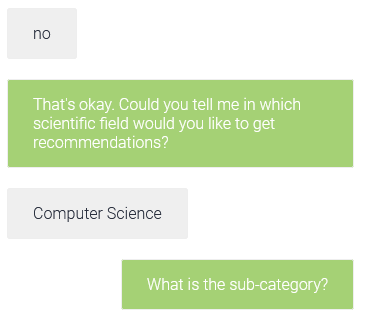 no
That's okay. Could you tell me in which
scientific field would you like to get
recommendations?
Computer Science
What is the sub-category?